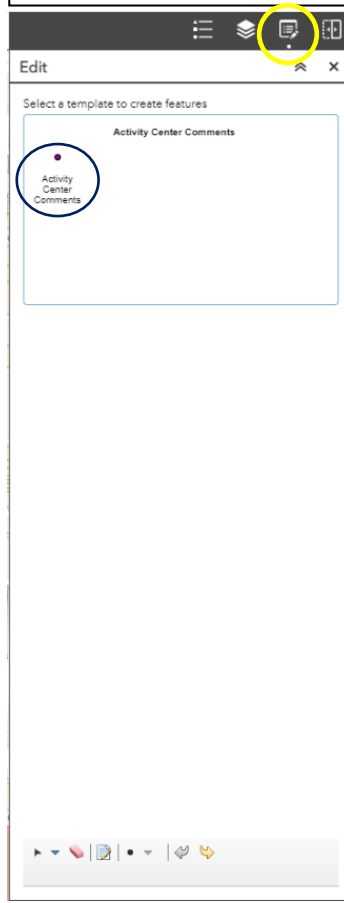 Edit
Select a template to create features
Activity Center Comments
Activity
Center
Comments